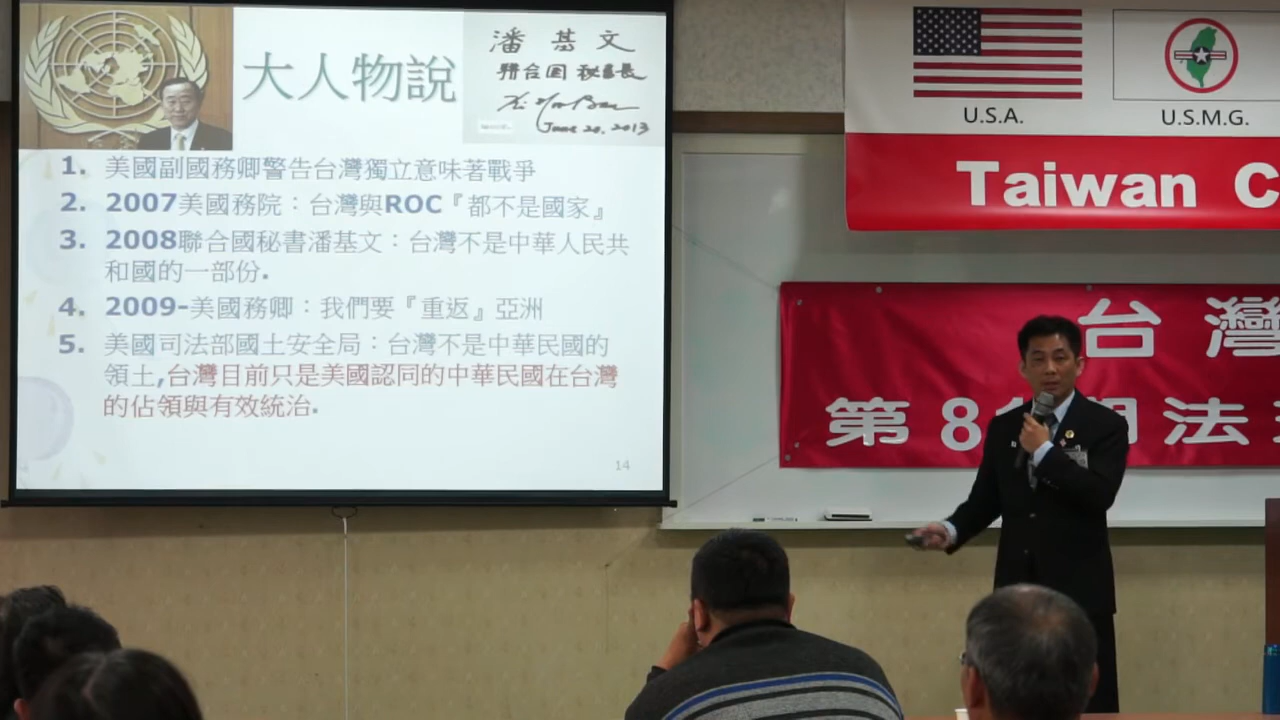 大人物說
潘基文
聯合國 秘書長
June 20, 2013
1. 美國副國務卿警告台灣獨立意味著戰爭
2. 2007美國務院：台灣與ROC『都不是國家』
3. 2008聯合國秘書潘基文：台灣不是中華人民共
和國的一部份.
4. 2009-美國務卿：我們要『重返』亞洲
5. 美國司法部國土安全局：台灣不是中華民國的
領土,台灣目前只是美國認同的中華民國在台灣
的佔領與有效統治.
14
U.S.A.
U.S.M.G.
Taiwan C
台灣
第8 期法